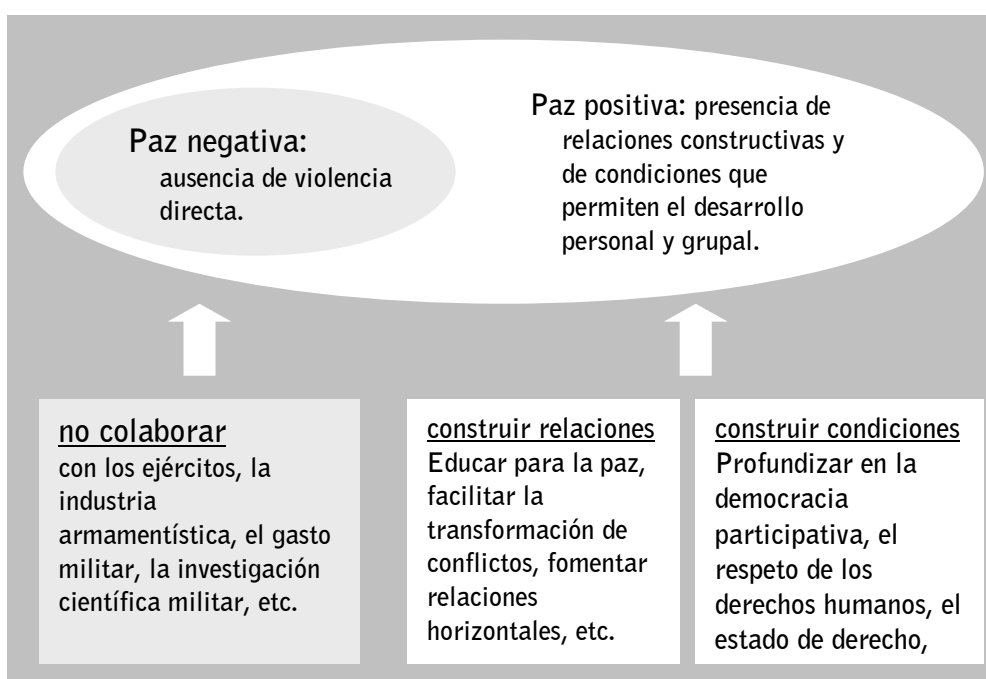 Paz negativa:
ausencia de violencia
directa.
Paz positiva: presencia de
relaciones constructivas y
de condiciones que
permiten el desarrollo
personal y grupal.
no colaborar
con los ejércitos, la
industria
armamentística, el gasto
militar, la investigación
científica militar, etc.
construir relaciones
Educar para la paz,
facilitar la
transformación de
conflictos, fomentar
relaciones
horizontales, etc.
construir condiciones
Profundizar en la
democracia
participativa, el
respeto de los
derechos humanos, el
estado de derecho,